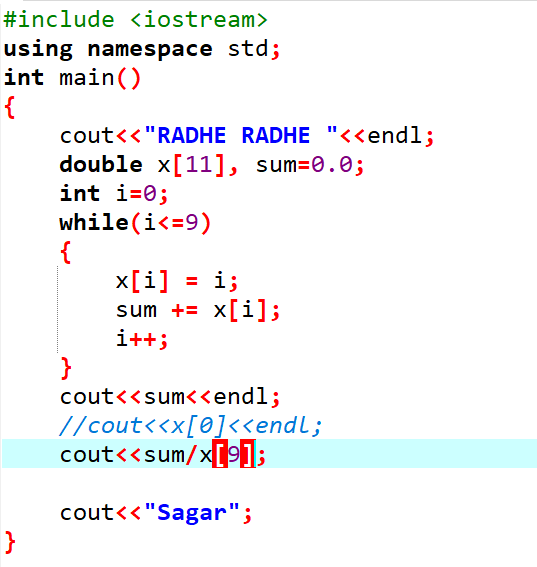 #include <iostream>
using namespace std;
int main()
{
    cout<<"RADHE RADHE "<<endl;
    double x[11], sum=0.0;
    int i=0;
    while(i<=9)
    {
        x[i] = i;
        sum += x[i];
        i++;
    }
    cout<<sum<<endl;
    //cout<<x[0]<<endl;
    cout<<sum/x[9];
    cout<<"Sagar";
}